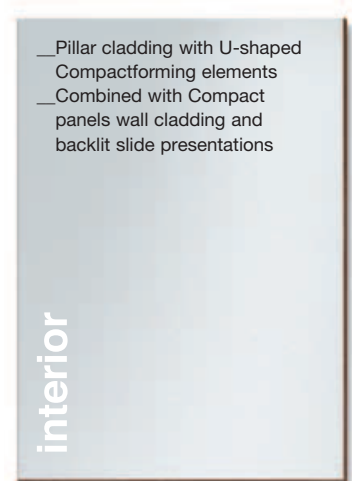 __Pillar cladding with U-shaped
Compactforming elements
__Combined with Compact
panels wall cladding and
backlit slide presentations
interior